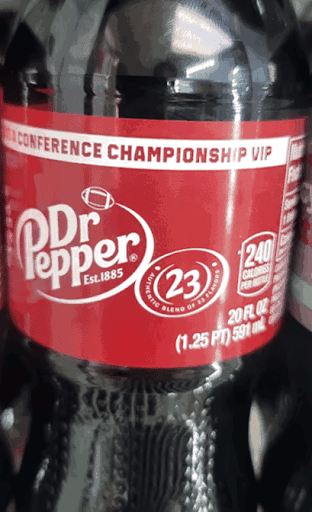 CONFERENCE CHAMPIONSHIP VIP
Dr
Pepper®
Est.1885
23
AUTHENTIC BLEND OF 23 FLAVORS
240
CALORIES
PER BOTTLE
20 FL OZ
(1.25 PT) 591 mL